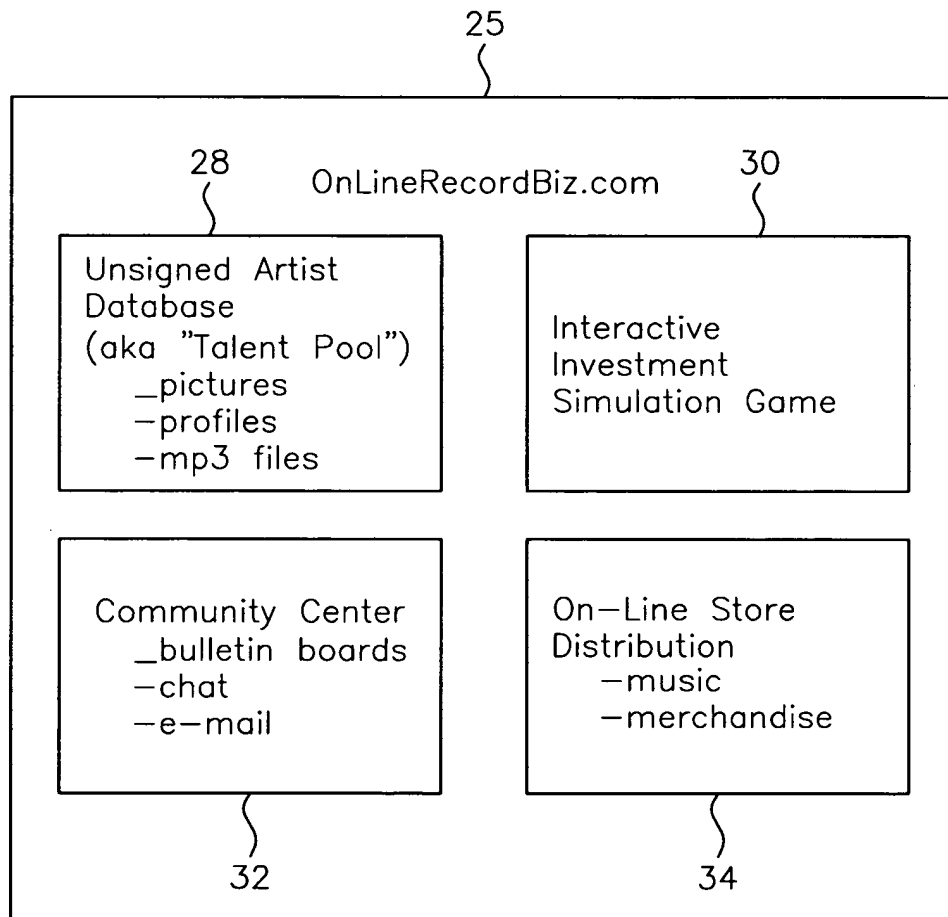 25
OnLineRecordBiz.com
28
Unsigned Artist
Database
(aka "Talent Pool")
_pictures
-profiles
-mp3 files
30
Interactive
Investment
Simulation Game
Community Center
_bulletin boards
-chat
-e-mail
32
On-Line Store
Distribution
-music
-merchandise
34